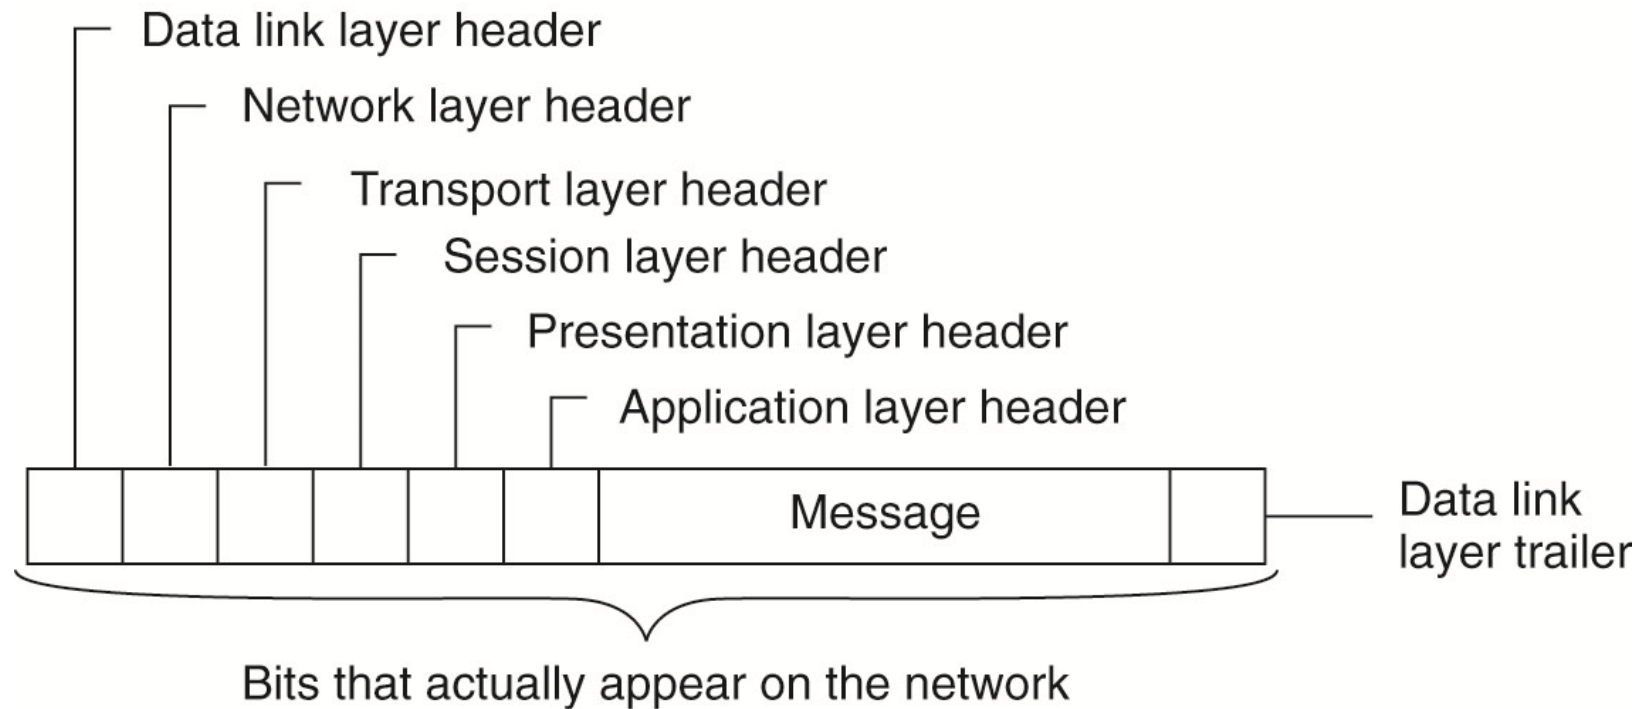 Data link layer header
Network layer header
Transport layer header
Session layer header
Presentation layer header
Application layer header
Message
Data link
layer trailer
Bits that actually appear on the network